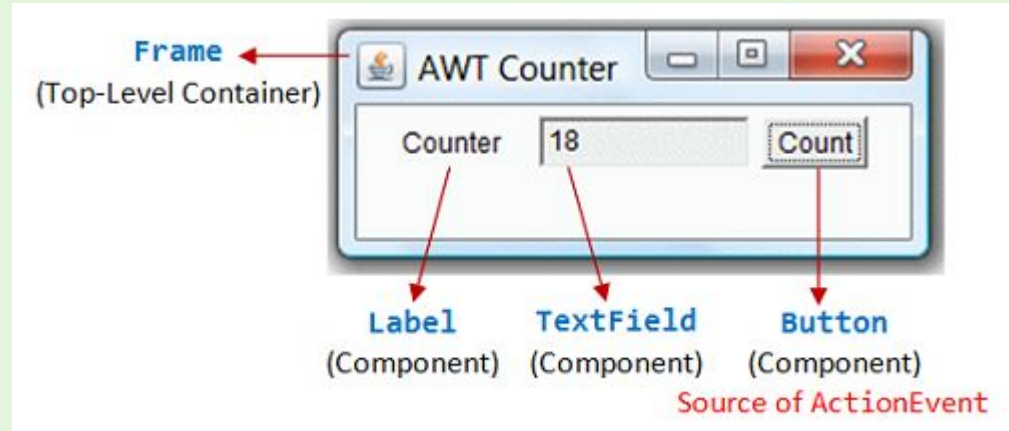 Frame
(Top-Level Container)
AWT Counter
Counter 18 Count
Label TextField Button
(Component) (Component) (Component)
Source of ActionEvent